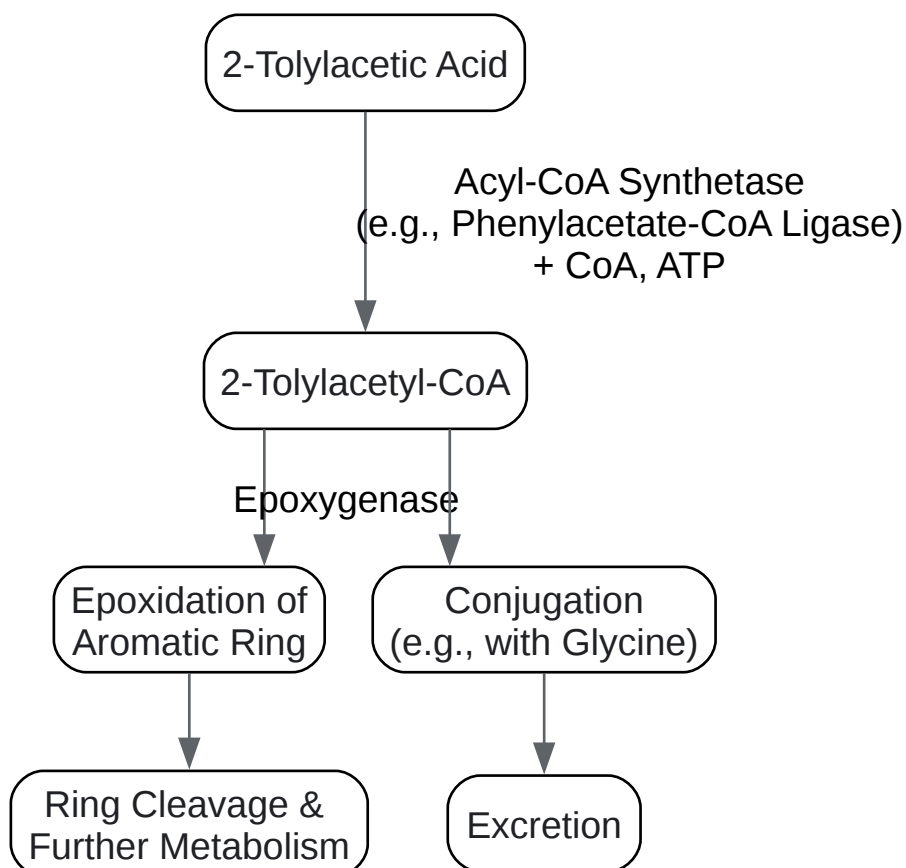 2-Tolylacetic Acid
Acyl-CoA Synthetase
(e.g., Phenylacetate-CoA Ligase)
+ CoA, ATP
2-Tolylacetyl-CoA
Epoxygenase
Epoxidation of
Aromatic Ring
Conjugation
(e.g., with Glycine)
Ring Cleavage &
Further Metabolism
Excretion